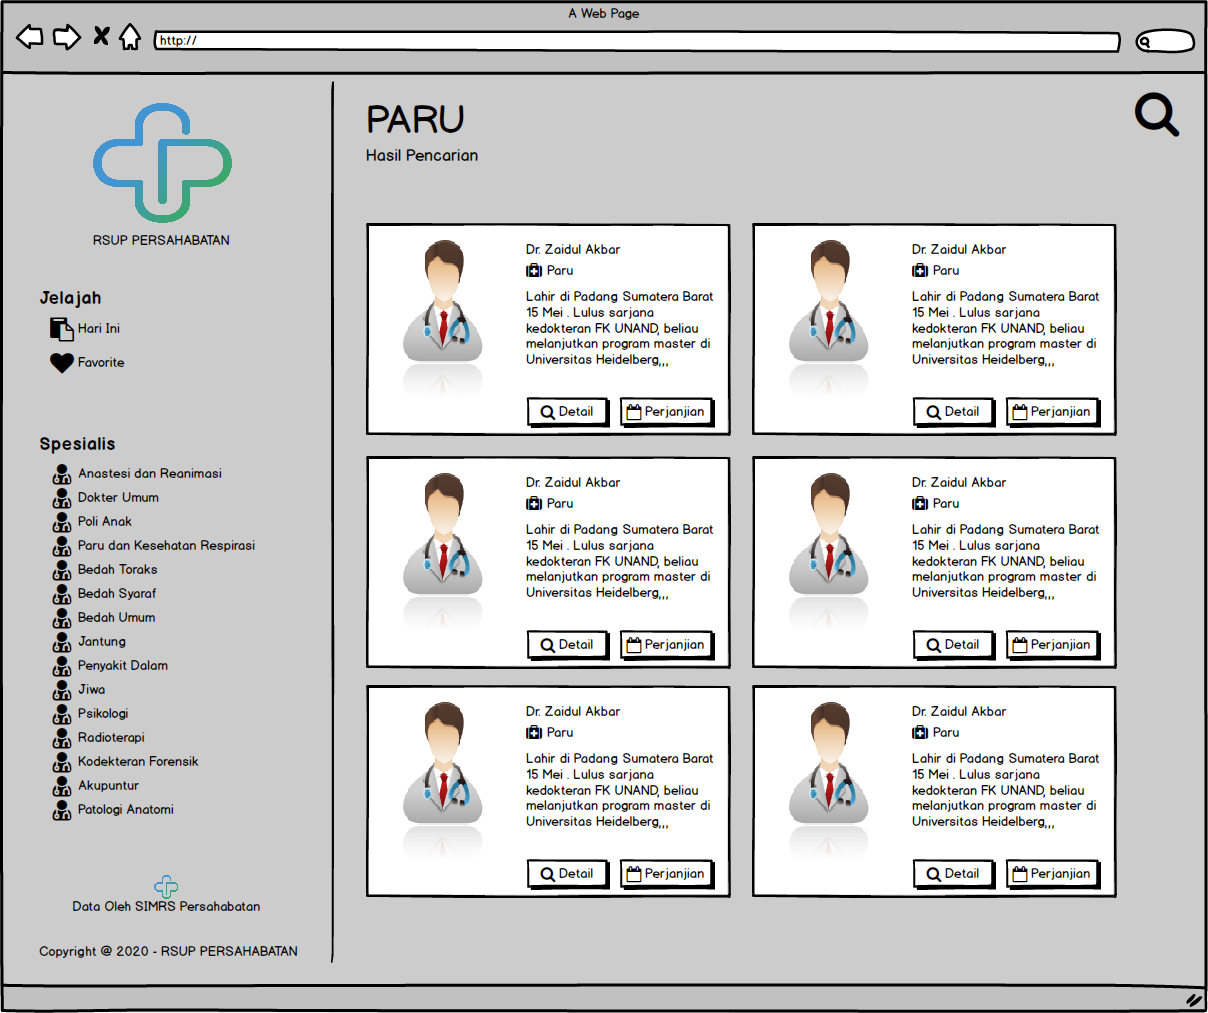 A Web Page
http://
RSUP PERSAHABATAN
Jelajah
Hari Ini
Favorite
Spesialis
Anastesi dan Reanimasi
Dokter Umum
Poli Anak
Paru dan Kesehatan Respirasi
Bedah Toraks
Bedah Syaraf
Bedah Umum
Jantung
Penyakit Dalam
Jiwa
Psikologi
Radioterapi
Kodekteran Forensik
Akupuntur
Patologi Anatomi
Data Oleh SIMRS Persahabatan
Copyright @ 2020 - RSUP PERSAHABATAN
PARU
Hasil Pencarian
Dr. Zaidul Akbar
Paru
Lahir di Padang Sumatera Barat
15 Mei . Lulus sarjana
kedokteran FK UNAND, beliau
melanjutkan program master di
Universitas Heidelberg,,,
Detail
Perjanjian
Dr. Zaidul Akbar
Paru
Lahir di Padang Sumatera Barat
15 Mei . Lulus sarjana
kedokteran FK UNAND, beliau
melanjutkan program master di
Universitas Heidelberg,,,
Detail
Perjanjian
Dr. Zaidul Akbar
Paru
Lahir di Padang Sumatera Barat
15 Mei . Lulus sarjana
kedokteran FK UNAND, beliau
melanjutkan program master di
Universitas Heidelberg,,,
Detail
Perjanjian
Dr. Zaidul Akbar
Paru
Lahir di Padang Sumatera Barat
15 Mei . Lulus sarjana
kedokteran FK UNAND, beliau
melanjutkan program master di
Universitas Heidelberg,,,
Detail
Perjanjian
Dr. Zaidul Akbar
Paru
Lahir di Padang Sumatera Barat
15 Mei . Lulus sarjana
kedokteran FK UNAND, beliau
melanjutkan program master di
Universitas Heidelberg,,,
Detail
Perjanjian
Dr. Zaidul Akbar
Paru
Lahir di Padang Sumatera Barat
15 Mei . Lulus sarjana
kedokteran FK UNAND, beliau
melanjutkan program master di
Universitas Heidelberg,,,
Detail
Perjanjian